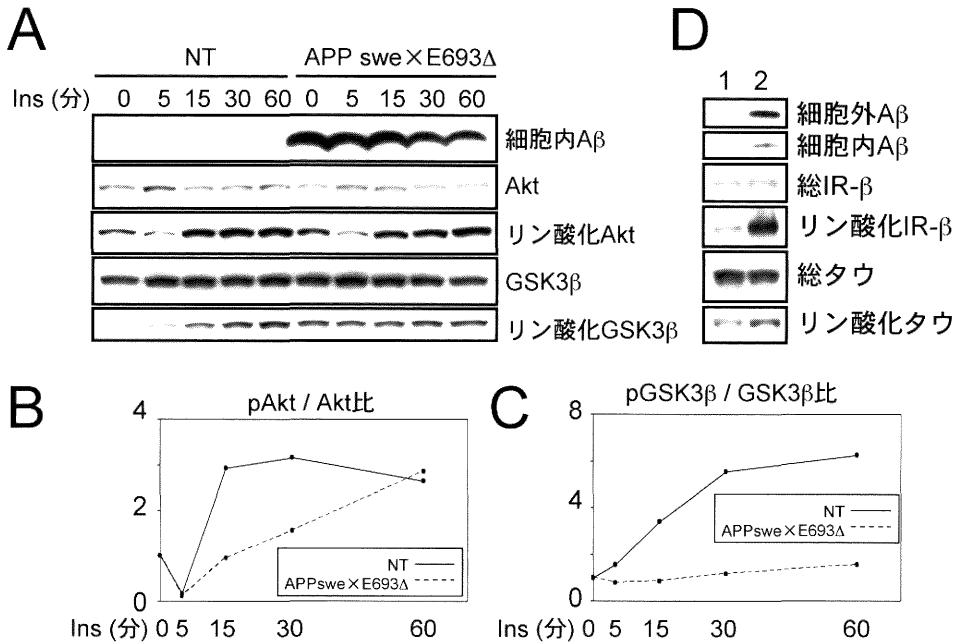 A
NT
APP swe×E693Δ
Ins (分) 0 5 15 30 60 0 5 15 30 60
細胞内Aβ
Akt
リン酸化Akt
GSK3β
リン酸化GSK3β
D
1 2
細胞外Aβ
細胞内Aβ
総IR-β
リン酸化IR-β
総タウ
リン酸化タウ
B
pAkt / Akt比
4
2
0
NT
APPswe×E693Δ
Ins (分) 0 5 15 30 60
C
pGSK3β / GSK3β比
8
4
0
NT
APPswe×E693Δ
Ins (分) 0 5 15 30 60